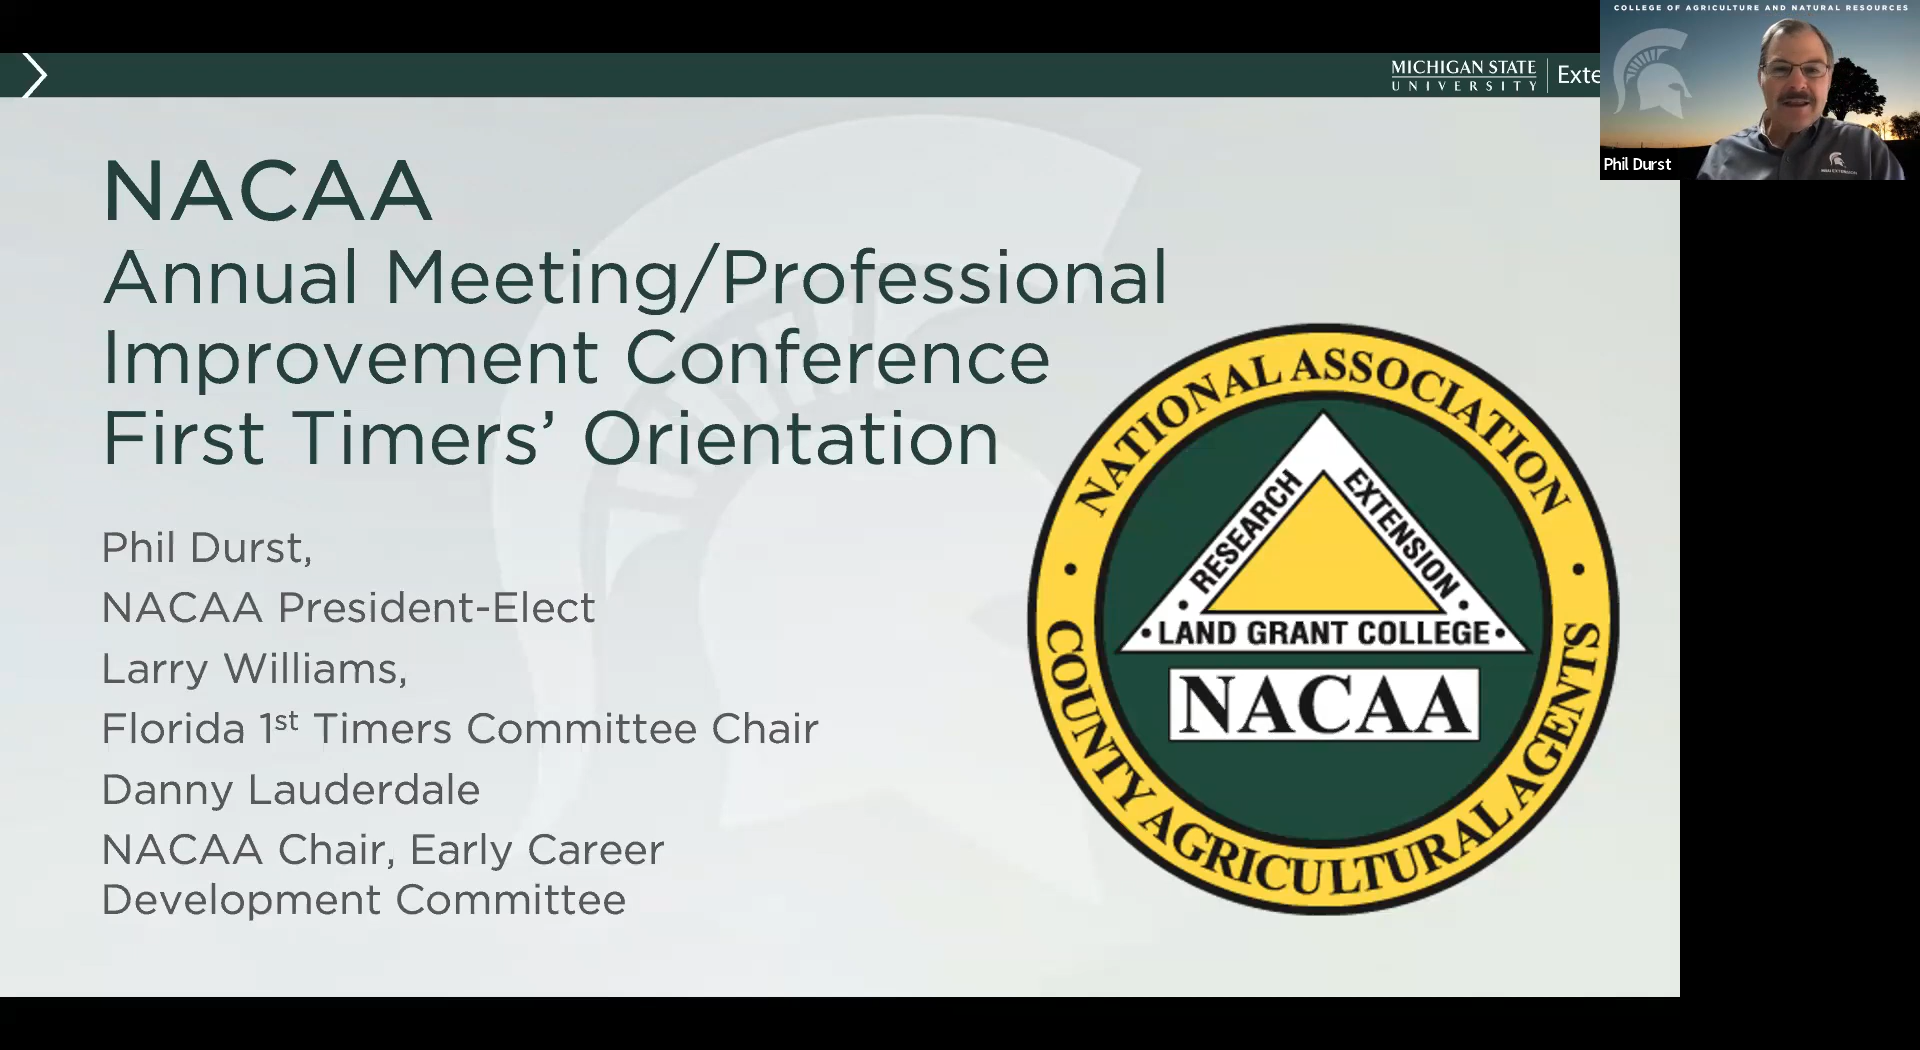 COLLEGE OF AGRICULTURE AND NATURAL RESOURCES
MICHIGAN STATE
UNIVERSITY
Exte
Phil Durst
NACAA
Annual Meeting/Professional
Improvement Conference
First Timers’ Orientation
Phil Durst,
NACAA President-Elect
Larry Williams,
Florida 1st Timers Committee Chair
Danny Lauderdale
NACAA Chair, Early Career
Development Committee
NATIONAL ASSOCIATION
RESEARCH
EXTENSION
• LAND GRANT COLLEGE •
NACAA
COUNTY AGRICULTURAL AGENTS